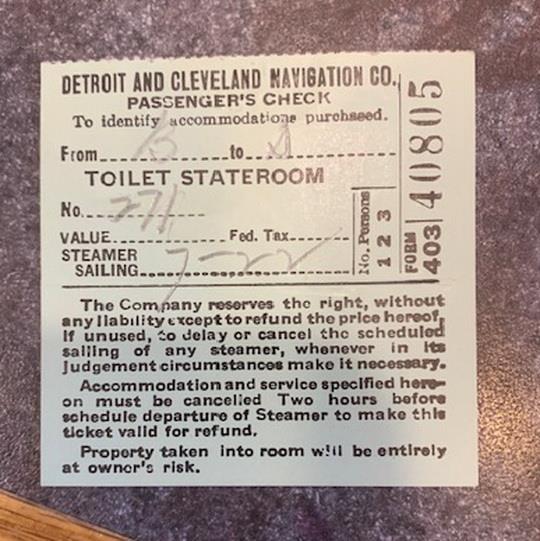 DETROIT AND CLEVELAND NAVIGATION CO.
PASSENGER'S CHECK
To identify accommodations purchased.
From B to
TOILET STATEROOM
No. 271
VALUE Fed. Tax
STEAMER
SAILING 7-22
No. Persons
1 2 3
FORM
403
40805
The Company reserves the right, without
any liability except to refund the price hereof,
if unused, to delay or cancel the scheduled
sailing of any steamer, whenever in its
judgement circumstances make it necessary.
Accommodation and service specified here-
on must be cancelled Two hours before
schedule departure of Steamer to make this
ticket valid for refund.
Property taken into room will be entirely
at owner's risk.